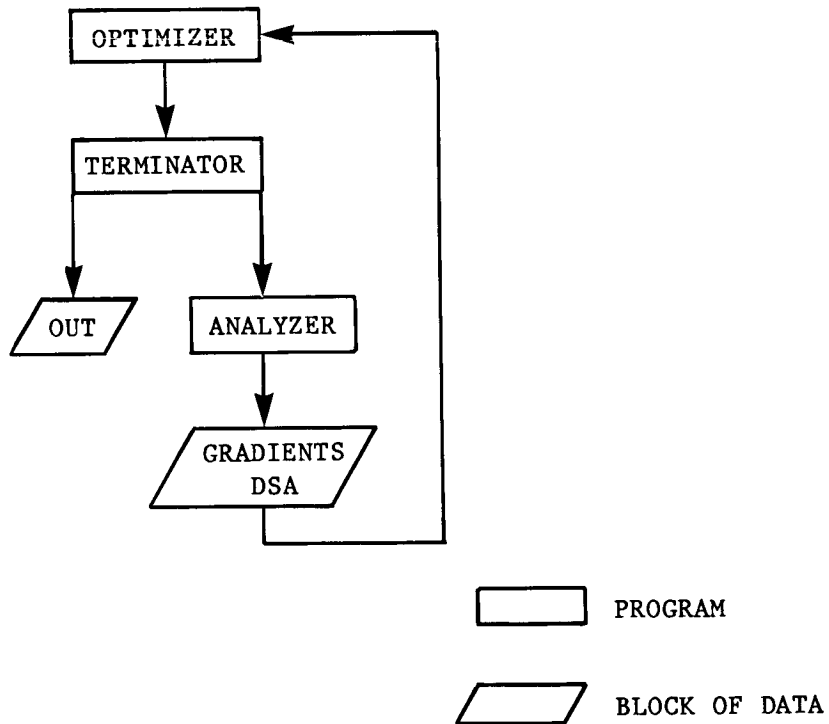 OPTIMIZER
TERMINATOR
OUT
ANALYZER
GRADIENTS
DSA
PROGRAM
BLOCK OF DATA